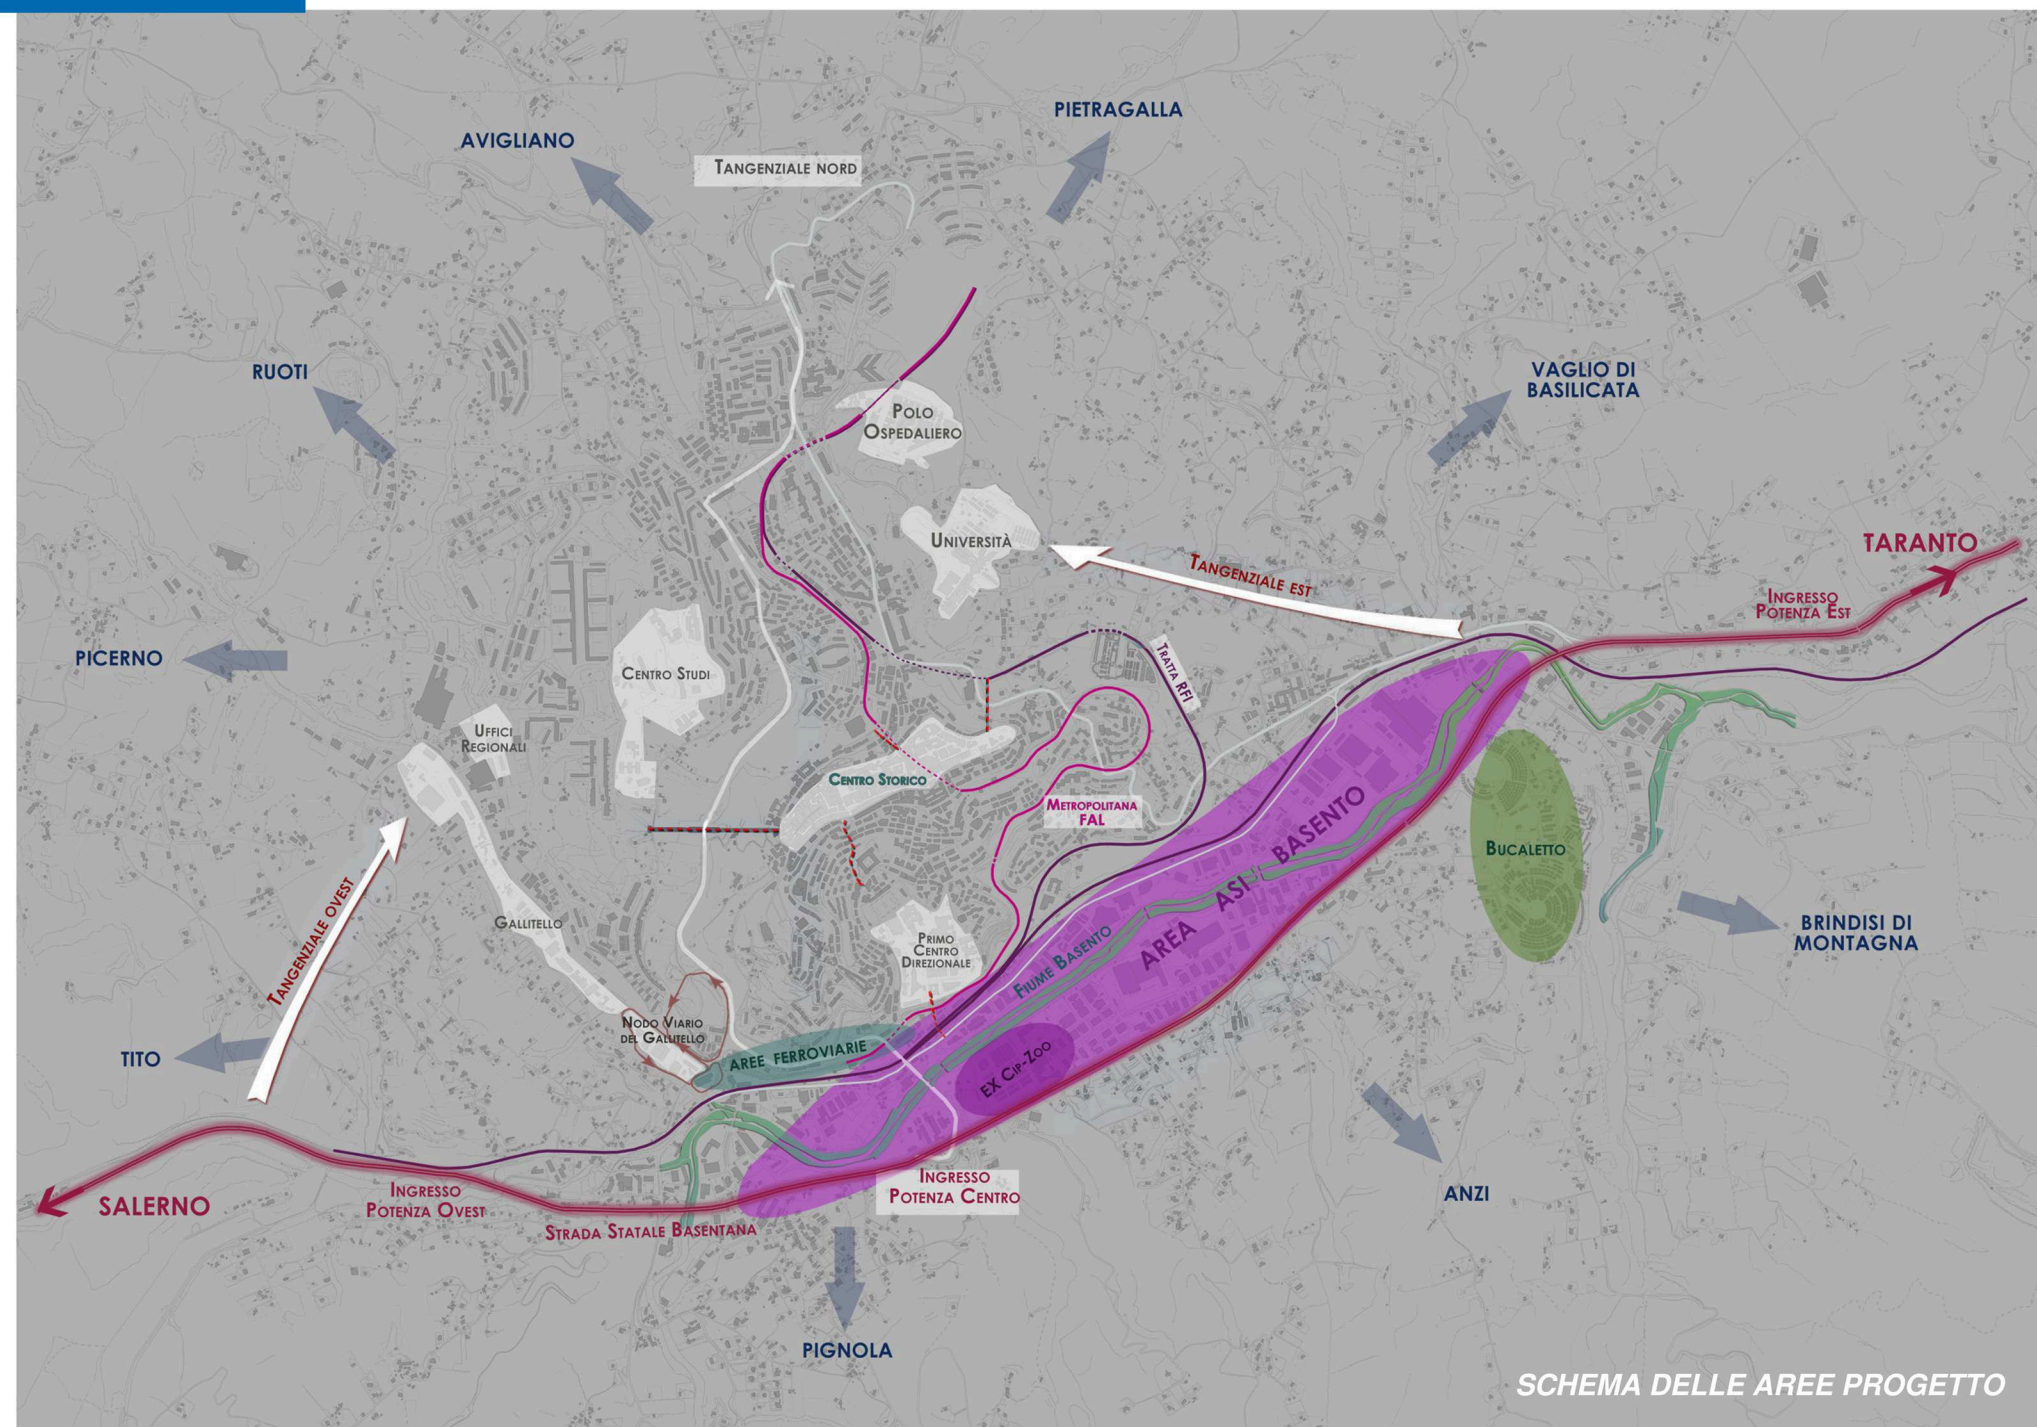 PIETRAGALLA
AVIGLIANO
TANGENZIALE NORD
RUOTI
VAGLIO DI
BASILICATA
POLO
OSPEDALIERO
UNIVERSITÀ
TARANTO
TANGENZIALE EST
INGRESSO
POTENZA EST
PICERNO
CENTRO STUDI
TRATTA RFI
UFFICI
REGIONALI
CENTRO STORICO
METROPOLITANA
FAL
BUCALETTO
AREA ASI BASENTO
GALLITELLO
TANGENZIALE OVEST
PRIMO
CENTRO
DIREZIONALE
FIUME BASENTO
BRINDISI DI
MONTAGNA
NODO VIARIO
DEL GALLITELLO
AREE FERROVIARIE
EX CIP-ZOO
TITO
INGRESSO
POTENZA CENTRO
INGRESSO
POTENZA OVEST
SALERNO
STRADA STATALE BASENTANA
ANZI
PIGNOLA
SCHEMA DELLE AREE PROGETTO